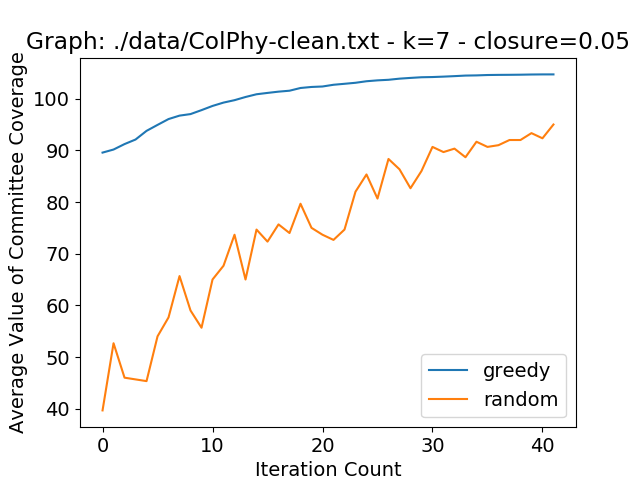 Graph: ./data/ColPhy-clean.txt - k=7 - closure=0.05
Average Value of Committee Coverage
100
90
80
70
60
50
40
greedy
random
0 10 20 30 40
Iteration Count